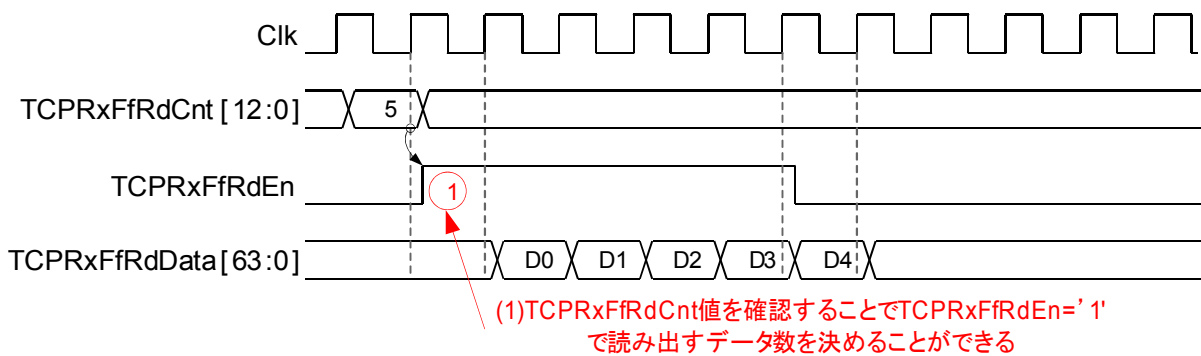 Clk
TCPRxFfRdCnt [12:0]
5
TCPRxFfRdEn
1
TCPRxFfRdData[63:0]
D0 D1 D2 D3 D4
(1)TCPRxFfRdCnt値を確認することでTCPRxFfRdEn='1'
で読み出すデータ数を決めることができる